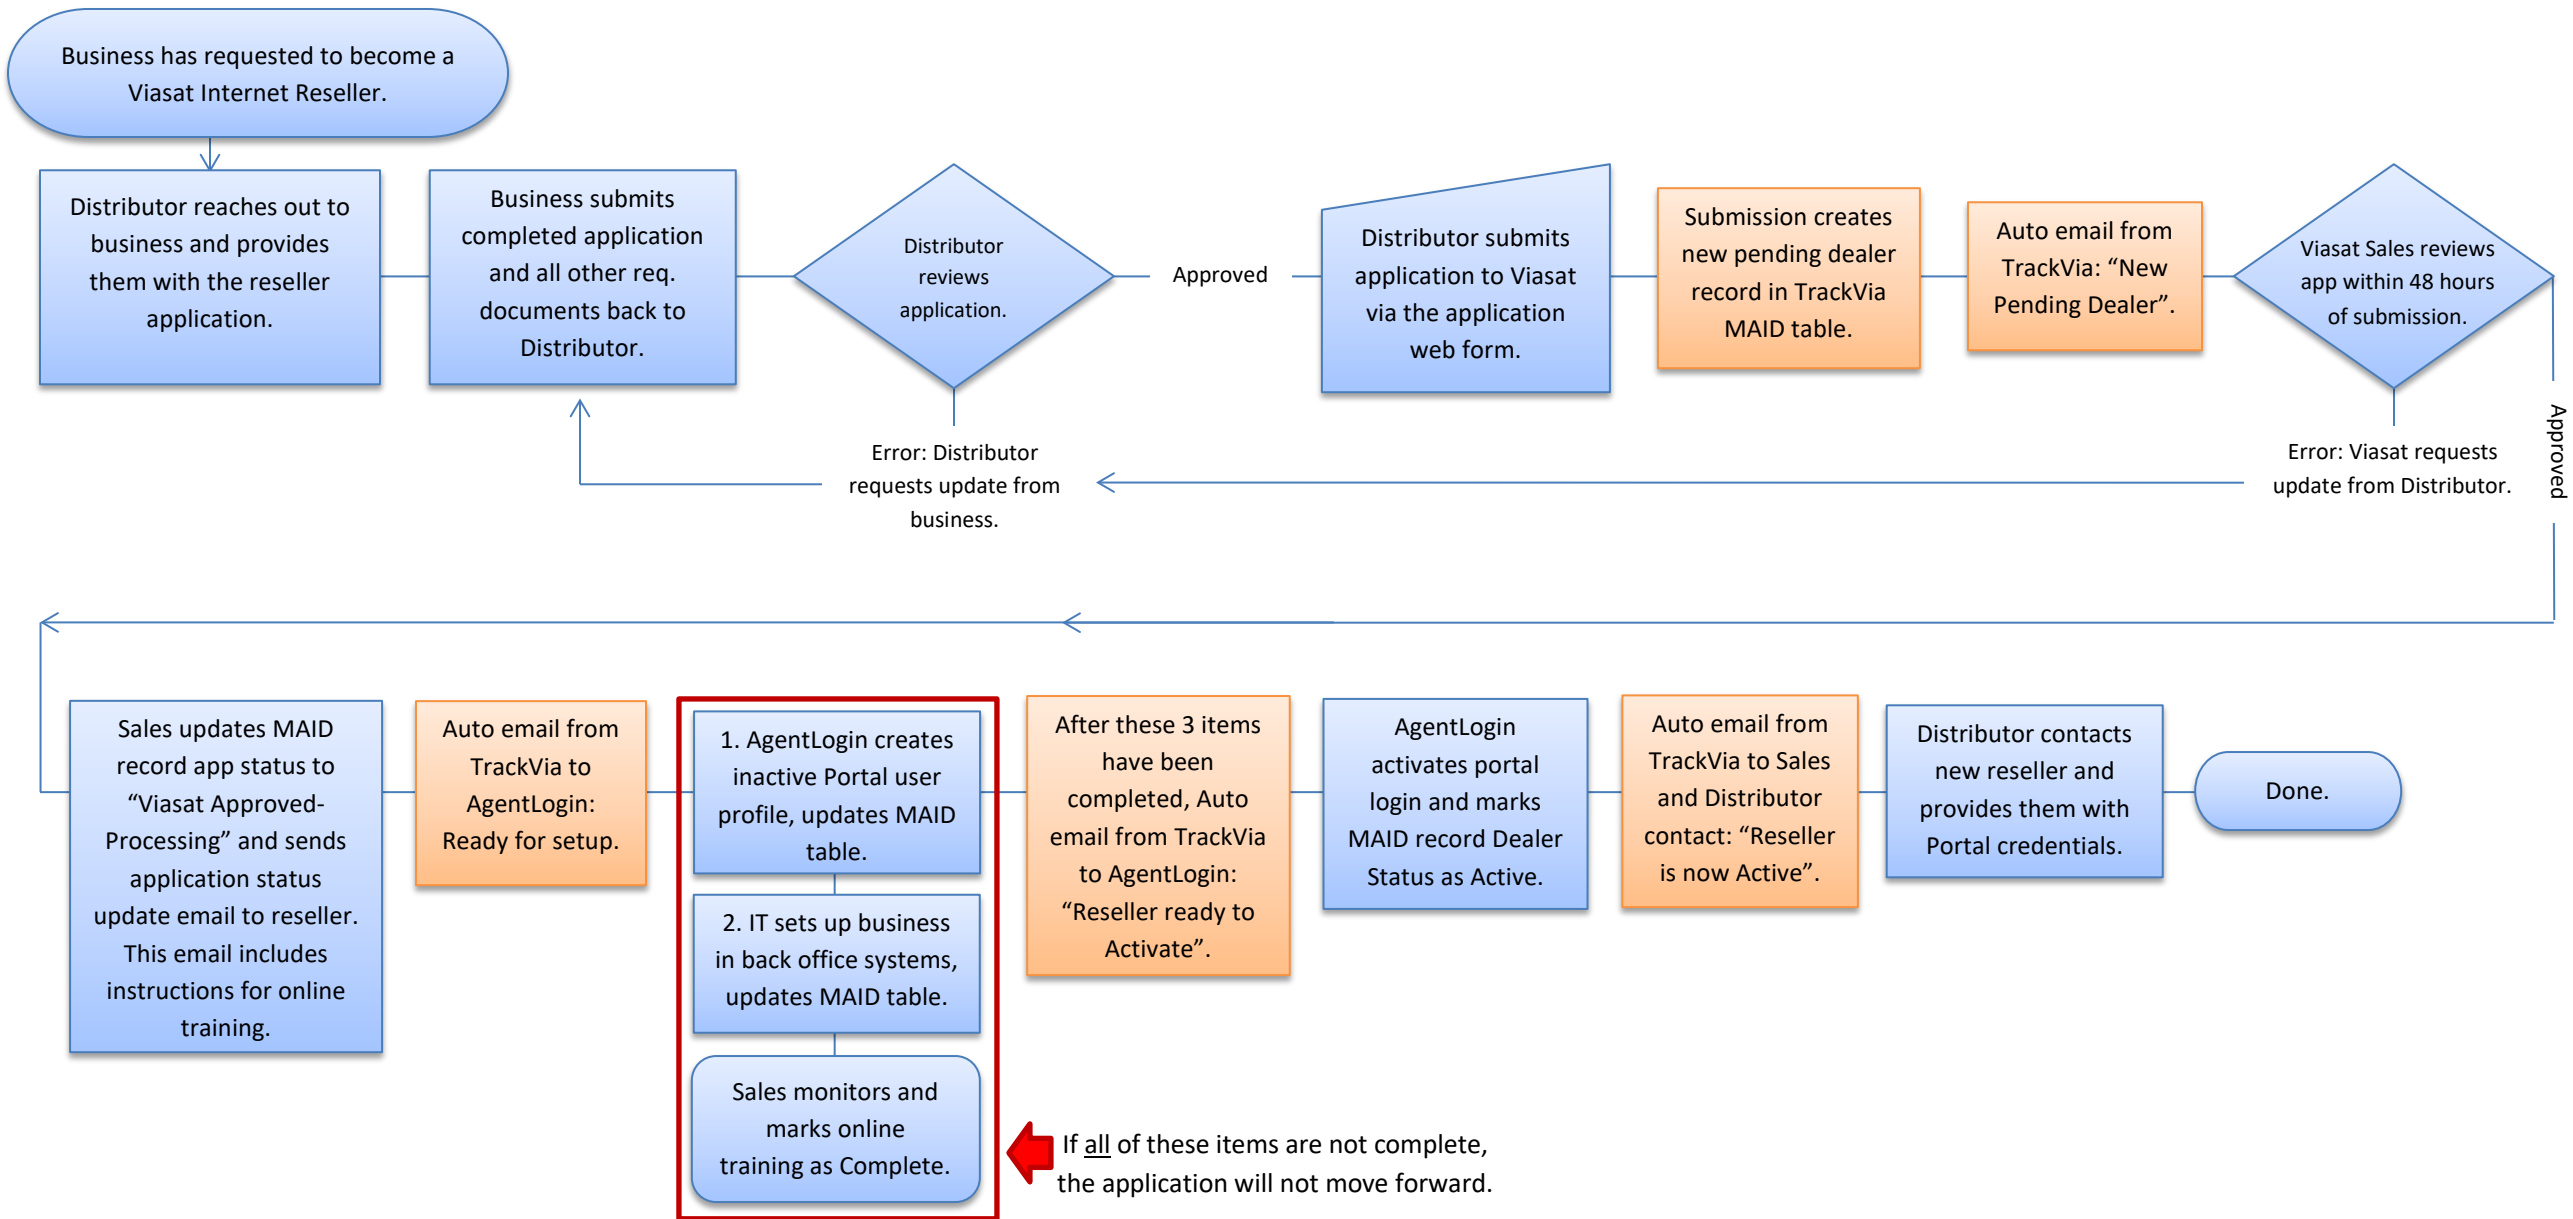 Business has requested to become a
Viasat Internet Reseller.
Distributor reaches out to
business and provides
them with the reseller
application.
Business submits
completed application
and all other req.
documents back to
Distributor.
Distributor
reviews
application.
Approved
Distributor submits
application to Viasat
via the application
web form.
Submission creates
new pending dealer
record in TrackVia
MAID table.
Auto email from
TrackVia: “New
Pending Dealer”.
Viasat Sales reviews
app within 48 hours
of submission.
Approved
Error: Distributor
requests update from
business.
Error: Viasat requests
update from Distributor.
Sales updates MAID
record app status to
“Viasat Approved-
Processing” and sends
application status
update email to reseller.
This email includes
instructions for online
training.
Auto email from
TrackVia to
AgentLogin:
Ready for setup.
1. AgentLogin creates
inactive Portal user
profile, updates MAID
table.
2. IT sets up business
in back office systems,
updates MAID table.
Sales monitors and
marks online
training as Complete.
If all of these items are not complete,
the application will not move forward.
After these 3 items
have been
completed, Auto
email from TrackVia
to AgentLogin:
“Reseller ready to
Activate”.
AgentLogin
activates portal
login and marks
MAID record Dealer
Status as Active.
Auto email from
TrackVia to Sales
and Distributor
contact: “Reseller
is now Active”.
Distributor contacts
new reseller and
provides them with
Portal credentials.
Done.